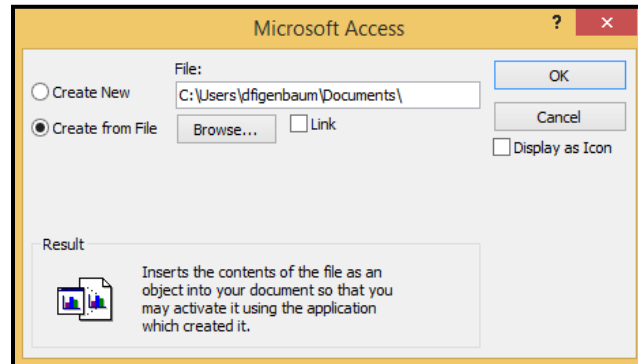 Microsoft Access
?
×
File:
Create New
C:\Users\dfigenbaum\Documents\
OK
Create from File
Browse...
Link
Cancel
Display as Icon
Result
Inserts the contents of the file as an
object into your document so that you
may activate it using the application
which created it.